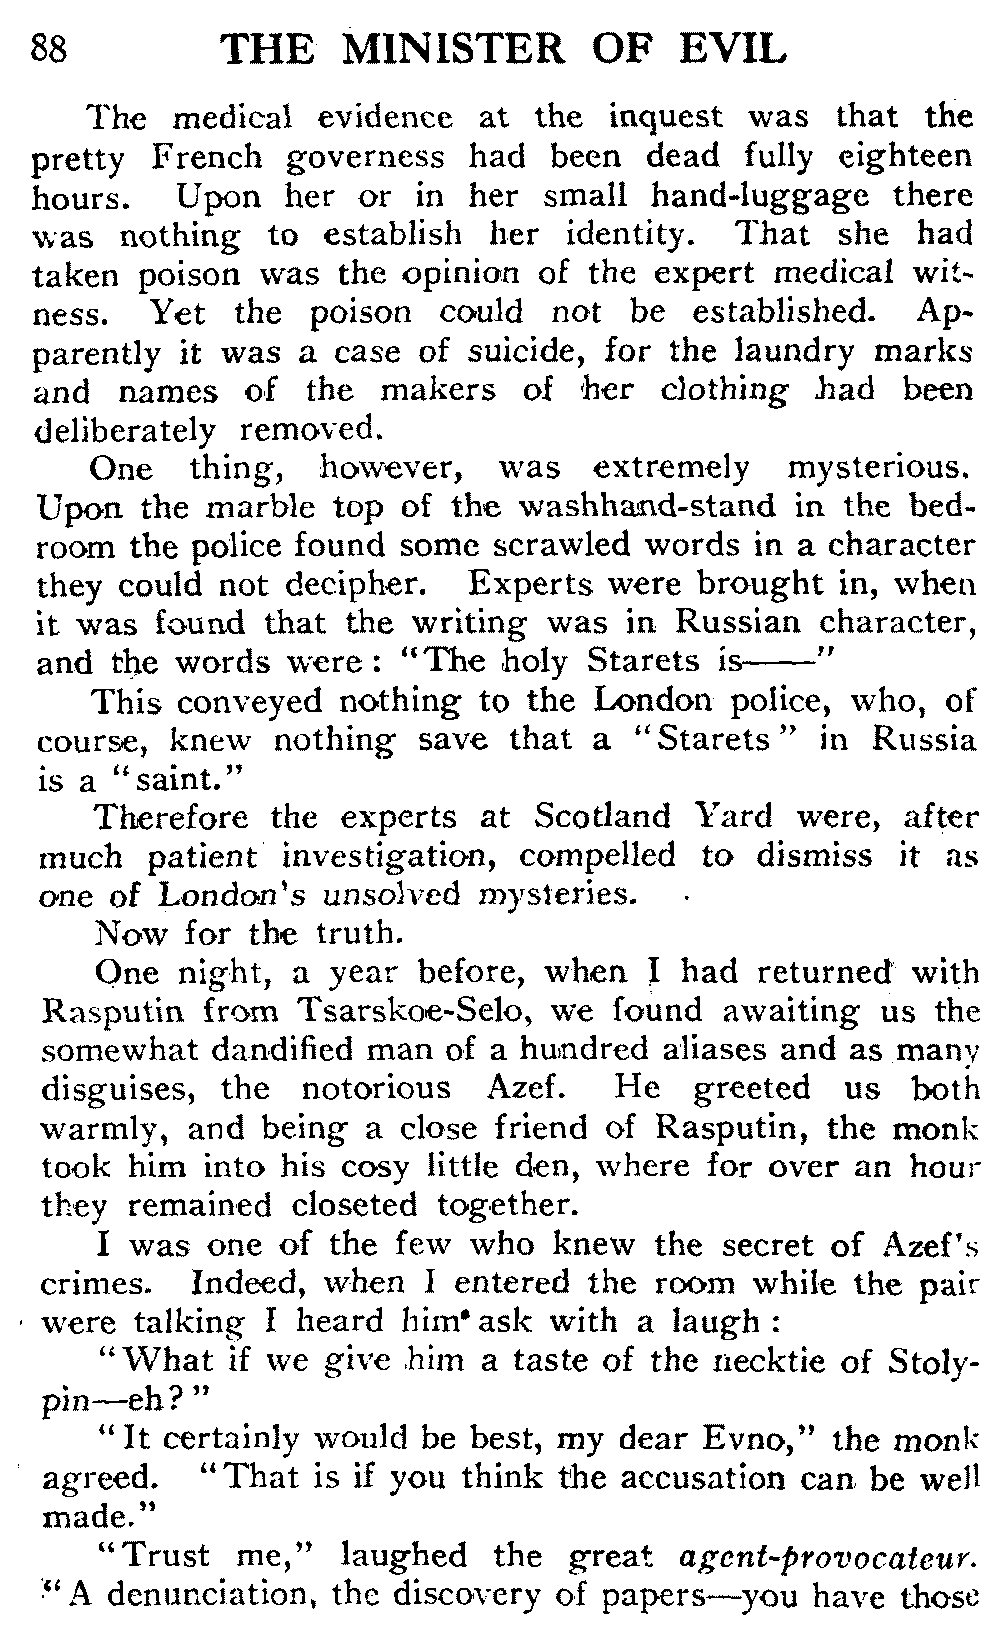 88 THE MINISTER OF EVIL
The medical evidence at the inquest was that the
pretty French governess had been dead fully eighteen
hours. Upon her or in her small hand-luggage there
was nothing to establish her identity. That she had
taken poison was the opinion of the expert medical wit-
ness. Yet the poison could not be established. Ap-
parently it was a case of suicide, for the laundry marks
and names of the makers of her clothing had been
deliberately removed.
One thing, however, was extremely mysterious.
Upon the marble top of the washhand-stand in the bed-
room the police found some scrawled words in a character
they could not decipher. Experts were brought in, when
it was found that the writing was in Russian character,
and the words were: "The holy Starets is——"
This conveyed nothing to the London police, who, of
course, knew nothing save that a "Starets" in Russia
is a "saint."
Therefore the experts at Scotland Yard were, after
much patient investigation, compelled to dismiss it as
one of London's unsolved mysteries.
Now for the truth.
One night, a year before, when I had returned with
Rasputin from Tsarskoe-Selo, we found awaiting us the
somewhat dandified man of a hundred aliases and as many
disguises, the notorious Azef. He greeted us both
warmly, and being a close friend of Rasputin, the monk
took him into his cosy little den, where for over an hour
they remained closeted together.
I was one of the few who knew the secret of Azef's
crimes. Indeed, when I entered the room while the pair
were talking I heard him ask with a laugh:
"What if we give him a taste of the necktie of Stoly-
pin—eh?"
"It certainly would be best, my dear Evno," the monk
agreed. "That is if you think the accusation can be well
made."
"Trust me," laughed the great agent-provocateur.
"A denunciation, the discovery of papers—you have those